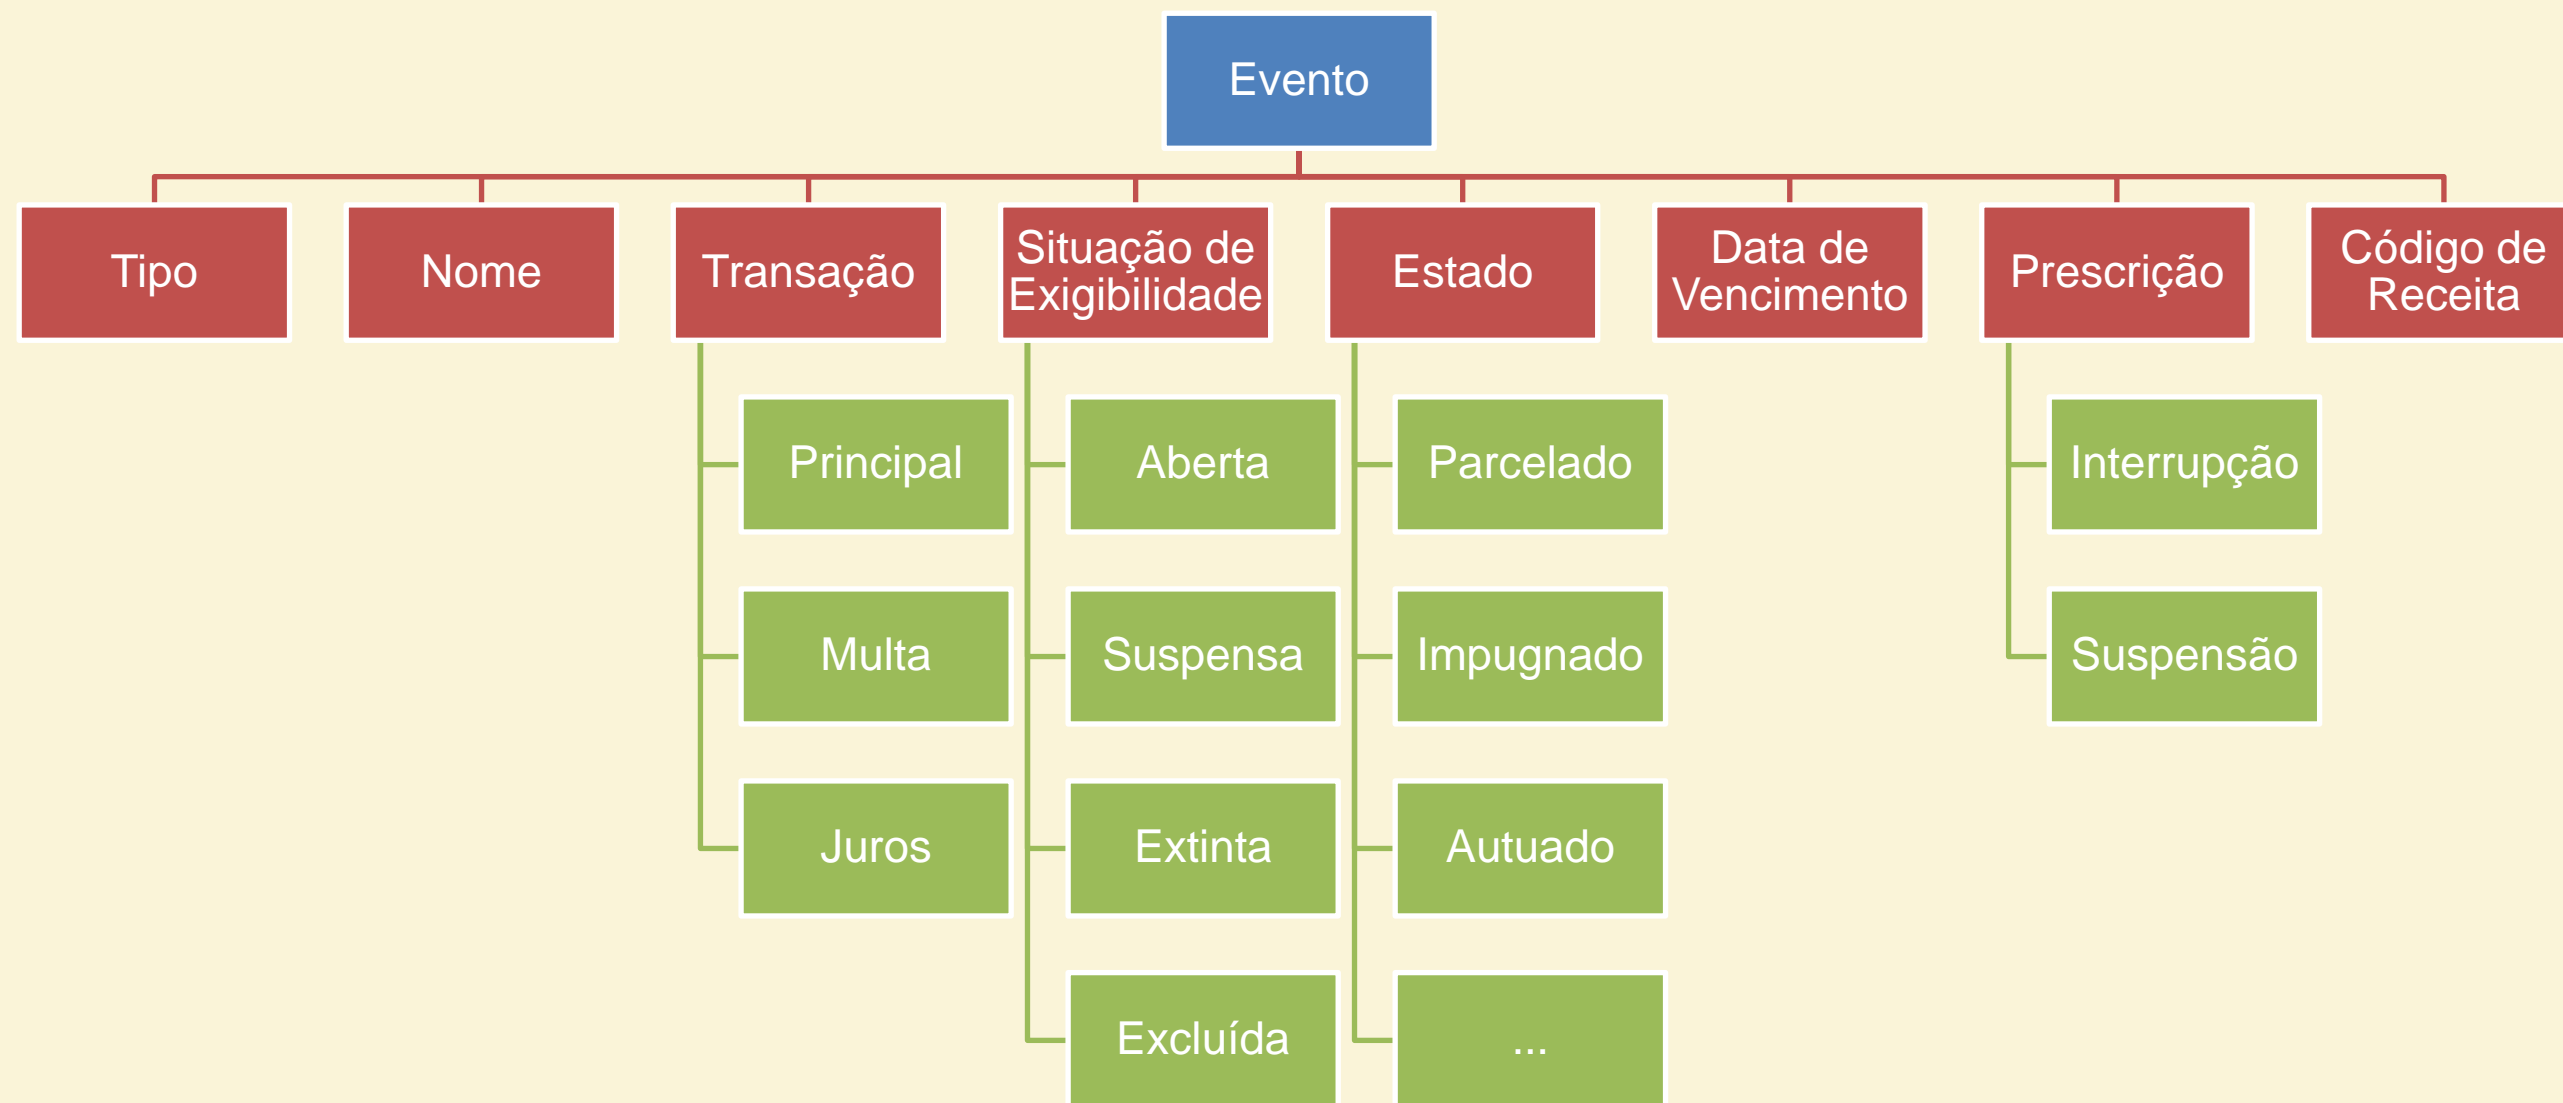 Evento
Tipo
Nome
Transação
Situação de
Exigibilidade
Estado
Data de
Vencimento
Prescrição
Código de
Receita
Principal
Aberta
Parcelado
Interrupção
Multa
Suspensa
Impugnado
Suspensão
Juros
Extinta
Autuado
Excluída
...